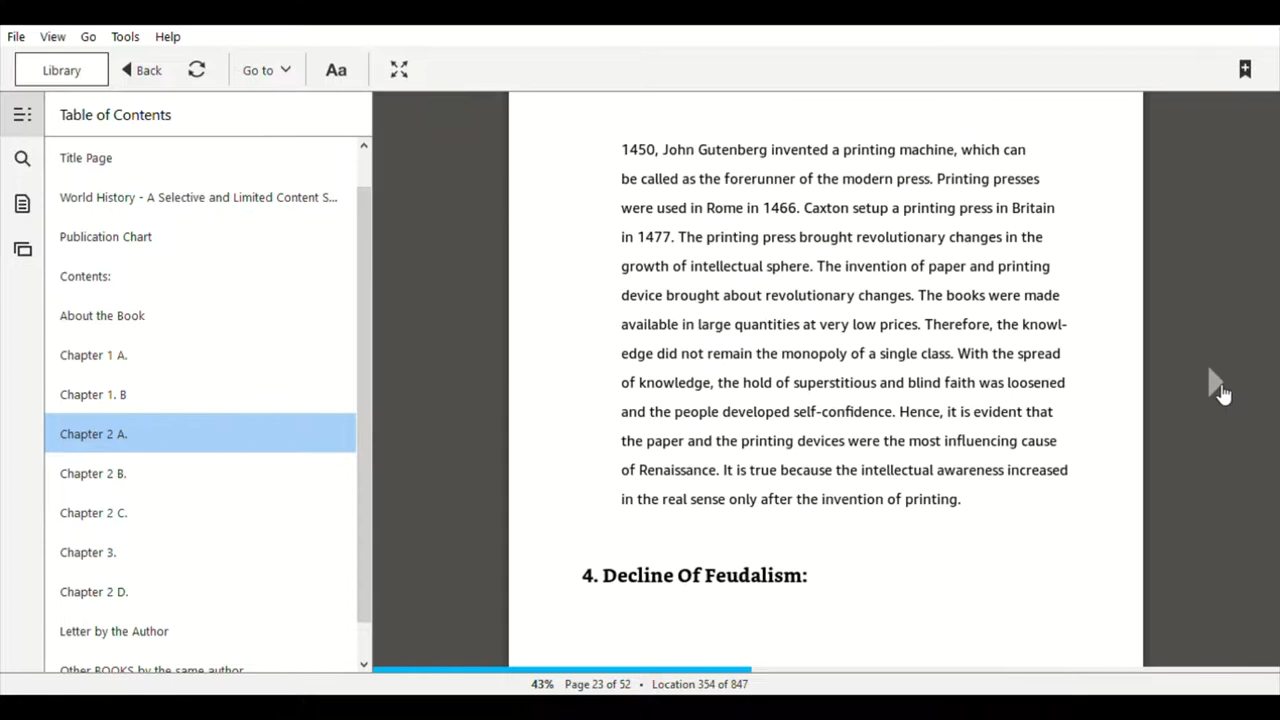 File View Go Tools Help
Library Back Go to Aa
Table of Contents
Title Page
World History - A Selective and Limited Content S...
Publication Chart
Contents:
About the Book
Chapter 1 A.
Chapter 1. B
Chapter 2 A.
Chapter 2 B.
Chapter 2 C.
Chapter 3.
Chapter 2 D.
Letter by the Author
Other BOOKS by the same author
1450, John Gutenberg invented a printing machine, which can
be called as the forerunner of the modern press. Printing presses
were used in Rome in 1466. Caxton setup a printing press in Britain
in 1477. The printing press brought revolutionary changes in the
growth of intellectual sphere. The invention of paper and printing
device brought about revolutionary changes. The books were made
available in large quantities at very low prices. Therefore, the knowl-
edge did not remain the monopoly of a single class. With the spread
of knowledge, the hold of superstitious and blind faith was loosened
and the people developed self-confidence. Hence, it is evident that
the paper and the printing devices were the most influencing cause
of Renaissance. It is true because the intellectual awareness increased
in the real sense only after the invention of printing.
4. Decline Of Feudalism:
43% Page 23 of 52 • Location 354 of 847